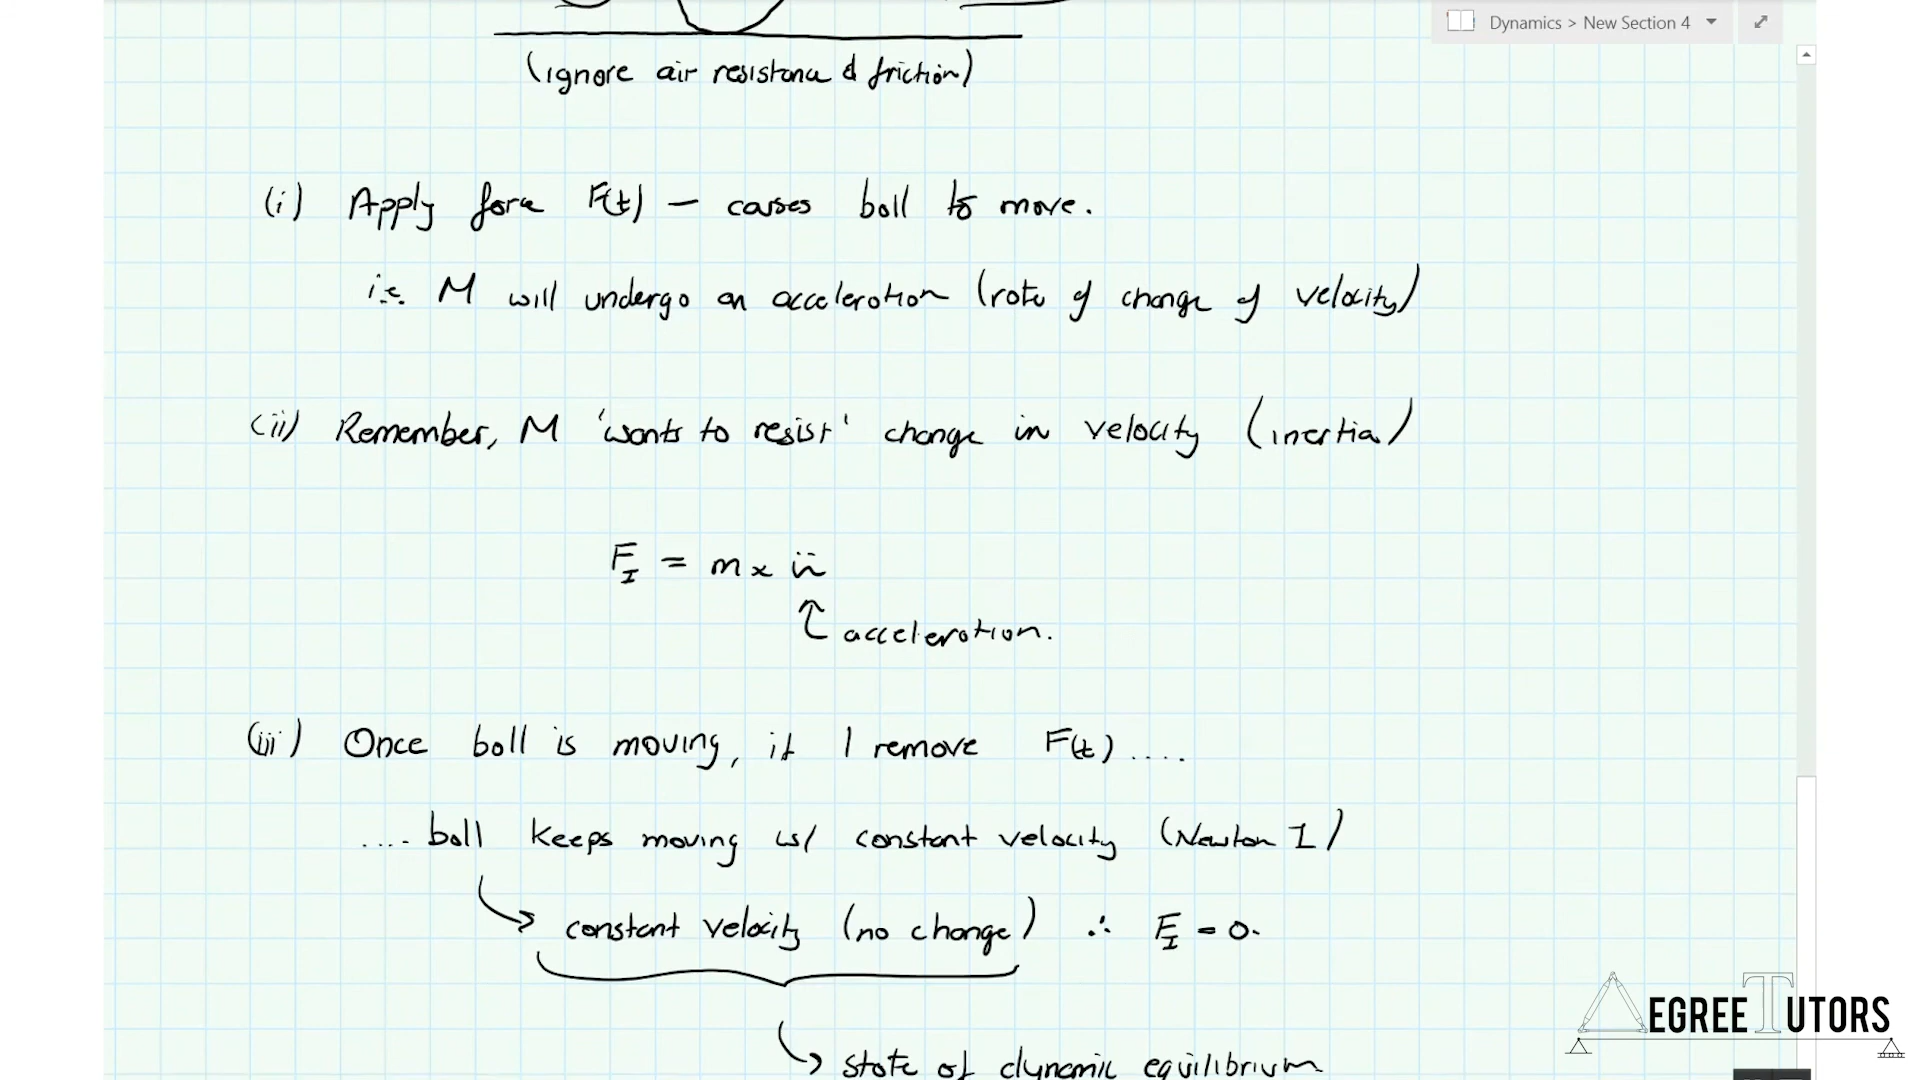 Dynamics > New Section 4
(ignore air resistance & friction)
(i) Apply force F(t) – causes ball to move.
i.e. M will undergo an acceleration (rate of change of velocity)
(ii) Remember, M 'wants to resist' change in velocity (inertia)
F_I = m x ü
acceleration.
(iii) Once ball is moving, if I remove F(t) ....
.... ball keeps moving w/ constant velocity (Newton I)
constant velocity (no change) ∴ F_I = 0.
state of dynamic equilibrium
DEGREE TUTORS